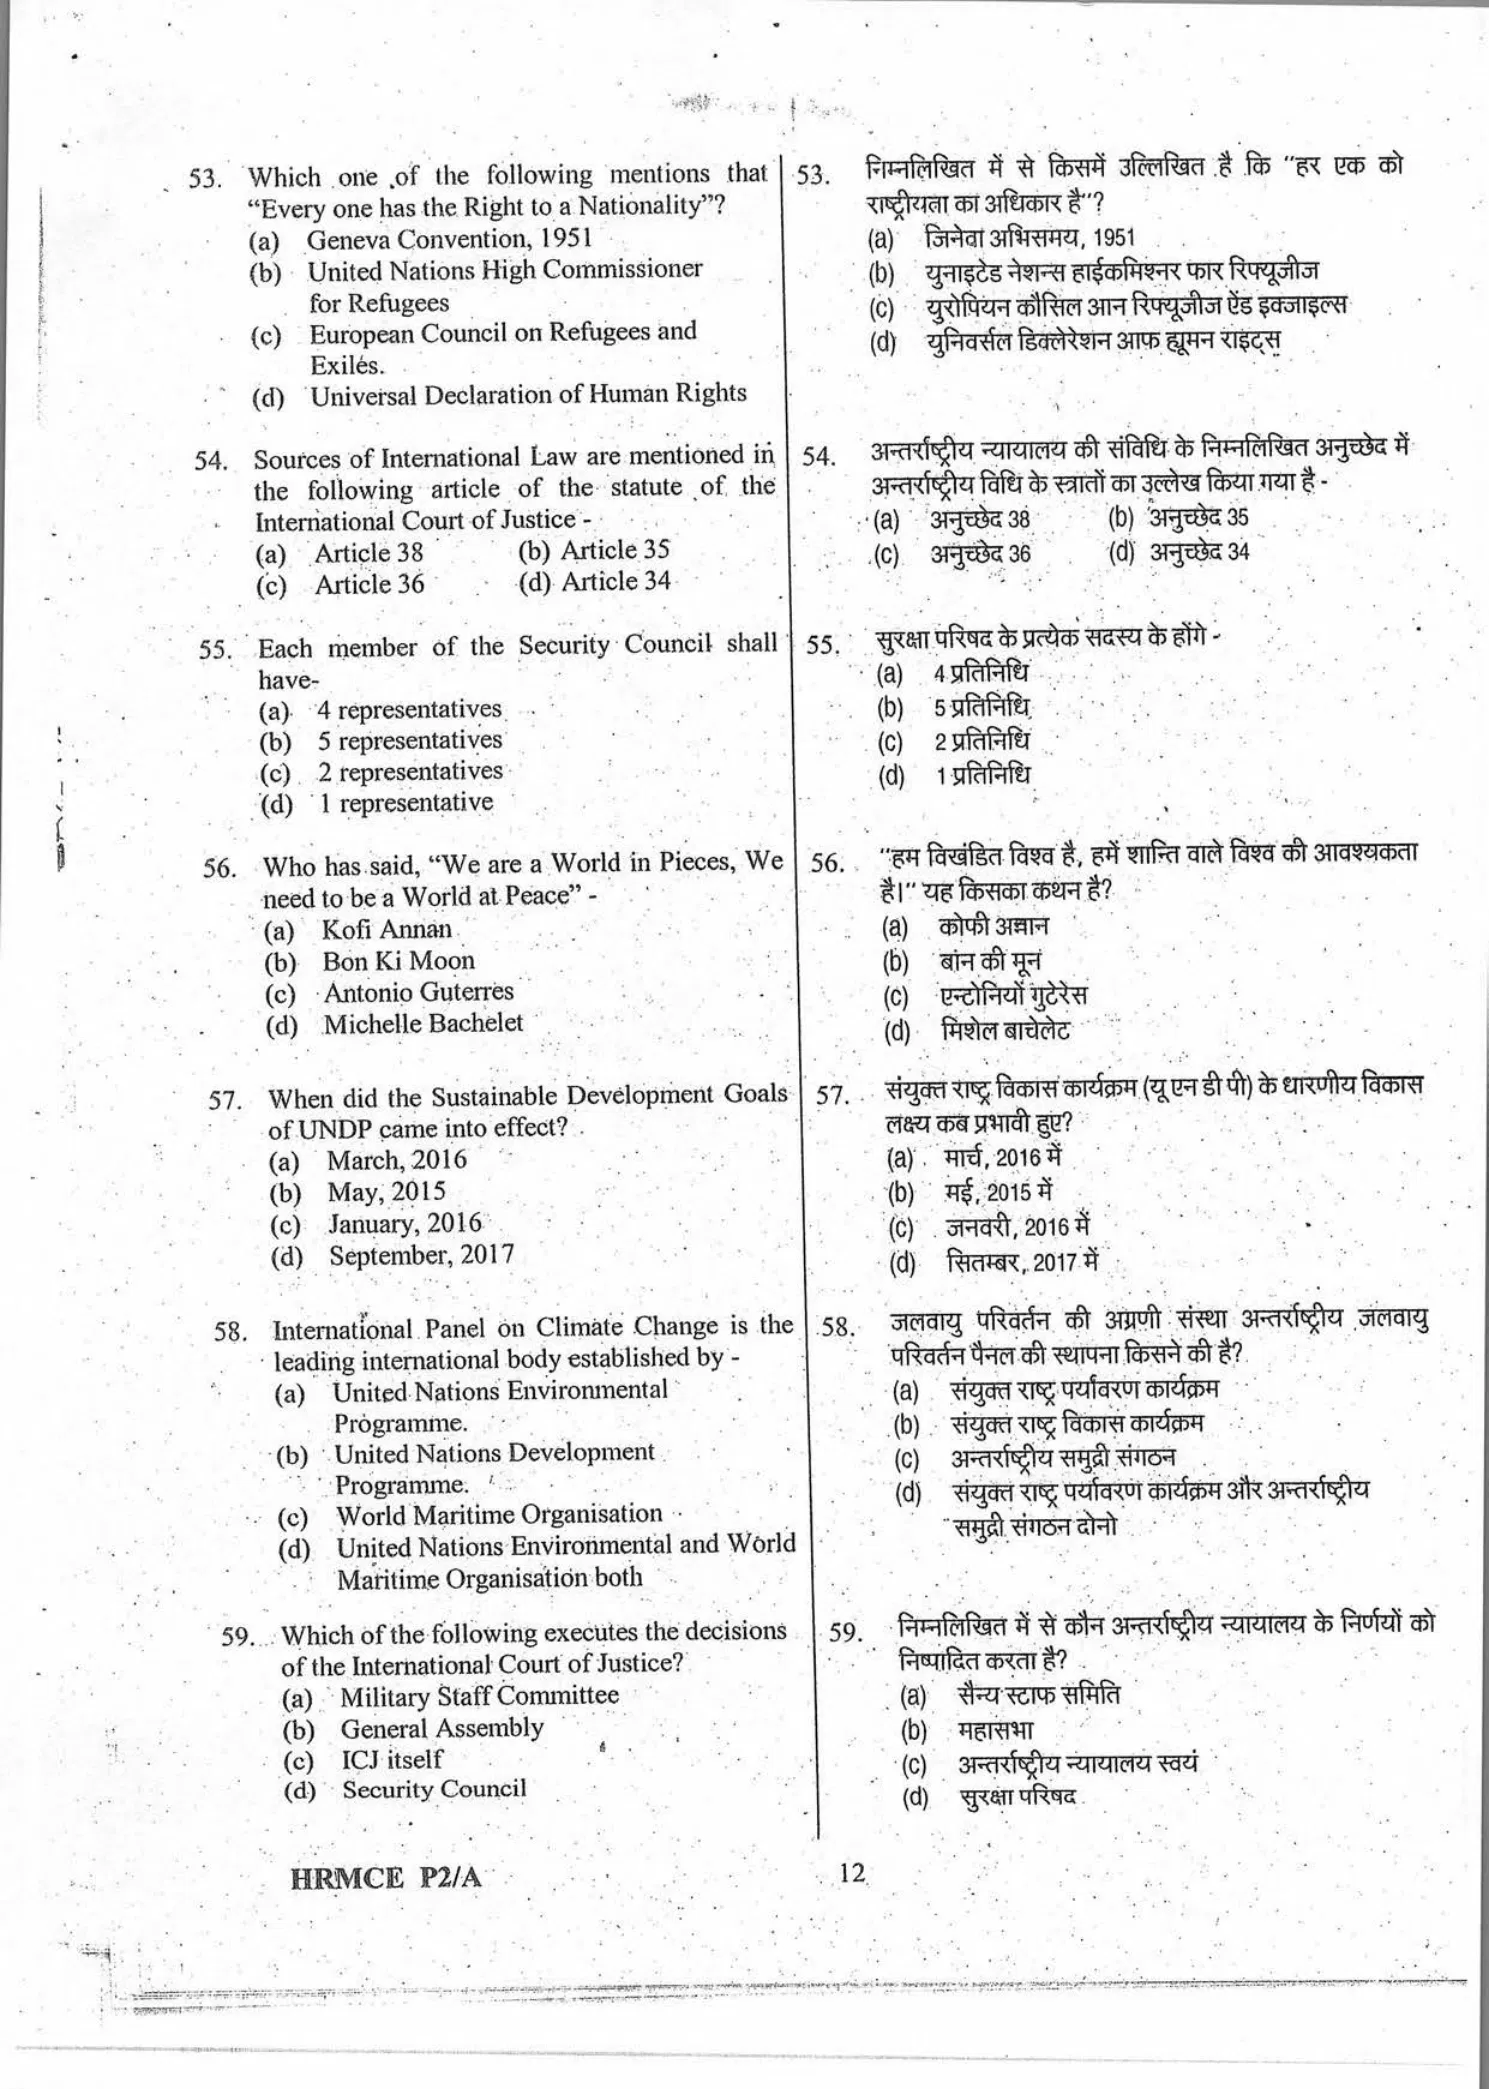 53. Which one of the following mentions that
“Every one has the Right to a Nationality”?
(a) Geneva Convention, 1951
(b) United Nations High Commissioner
for Refugees
(c) European Council on Refugees and
Exiles.
(d) Universal Declaration of Human Rights
54. Sources of International Law are mentioned in
the following article of the statute of the
International Court of Justice -
(a) Article 38 (b) Article 35
(c) Article 36 (d) Article 34
55. Each member of the Security Council shall
have-
(a) 4 representatives
(b) 5 representatives
(c) 2 representatives
(d) 1 representative
56. Who has said, “We are a World in Pieces, We
need to be a World at Peace” -
(a) Kofi Annan
(b) Bon Ki Moon
(c) Antonio Guterres
(d) Michelle Bachelet
57. When did the Sustainable Development Goals
of UNDP came into effect?
(a) March, 2016
(b) May, 2015
(c) January, 2016
(d) September, 2017
58. International Panel on Climate Change is the
leading international body established by -
(a) United Nations Environmental
Programme.
(b) United Nations Development
Programme.
(c) World Maritime Organisation
(d) United Nations Environmental and World
Maritime Organisation both
59. Which of the following executes the decisions
of the International Court of Justice?
(a) Military Staff Committee
(b) General Assembly
(c) ICJ itself
(d) Security Council
53. निम्नलिखित में से किसमें उल्लिखित है कि “हर एक को
राष्ट्रीयता का अधिकार है”?
(a) जिनेवा अभिसमय, 1951
(b) युनाइटेड नेशन्स हाईकमिश्नर फार रिफ्यूजीज
(c) युरोपियन कौसिल आन रिफ्यूजीज ऐंड इक्जाइल्स
(d) युनिवर्सल डिक्लेरेशन आफ ह्यूमन राइट्स
54. अन्तर्राष्ट्रीय न्यायालय की संविधि के निम्नलिखित अनुच्छेद में
अन्तर्राष्ट्रीय विधि के स्त्रातों का उल्लेख किया गया है -
(a) अनुच्छेद 38 (b) अनुच्छेद 35
(c) अनुच्छेद 36 (d) अनुच्छेद 34
55. सुरक्षा परिषद के प्रत्येक सदस्य के होंगे -
(a) 4 प्रतिनिधि
(b) 5 प्रतिनिधि
(c) 2 प्रतिनिधि
(d) 1 प्रतिनिधि
56. “हम विखंडित विश्व है, हमें शान्ति वाले विश्व की आवश्यकता
है।” यह किसका कथन है?
(a) कोफी अन्नान
(b) बांन की मून
(c) एन्टोनियों गुटेरेस
(d) मिशेल बाचेलेट
57. संयुक्त राष्ट्र विकास कार्यक्रम (यू एन डी पी) के धारणीय विकास
लक्ष्य कब प्रभावी हुए?
(a) मार्च, 2016 में
(b) मई, 2015 में
(c) जनवरी, 2016 में
(d) सितम्बर, 2017 में
58. जलवायु परिवर्तन की अग्रणी संस्था अन्तर्राष्ट्रीय जलवायु
परिवर्तन पैनल की स्थापना किसने की है?
(a) संयुक्त राष्ट्र पर्यावरण कार्यक्रम
(b) संयुक्त राष्ट्र विकास कार्यक्रम
(c) अन्तर्राष्ट्रीय समुद्री संगठन
(d) संयुक्त राष्ट्र पर्यावरण कार्यक्रम और अन्तर्राष्ट्रीय
समुद्री संगठन दोनो
59. निम्नलिखित में से कौन अन्तर्राष्ट्रीय न्यायालय के निर्णयों को
निष्पादित करता है?
(a) सैन्य स्टाफ समिति
(b) महासभा
(c) अन्तर्राष्ट्रीय न्यायालय स्वयं
(d) सुरक्षा परिषद
HRMCE P2/A
12